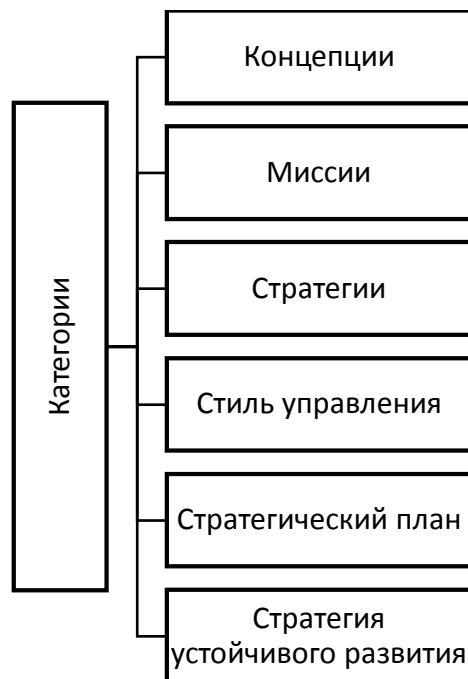 Категории
Концепции
Миссии
Стратегии
Стиль управления
Стратегический план
Стратегия
устойчивого развития